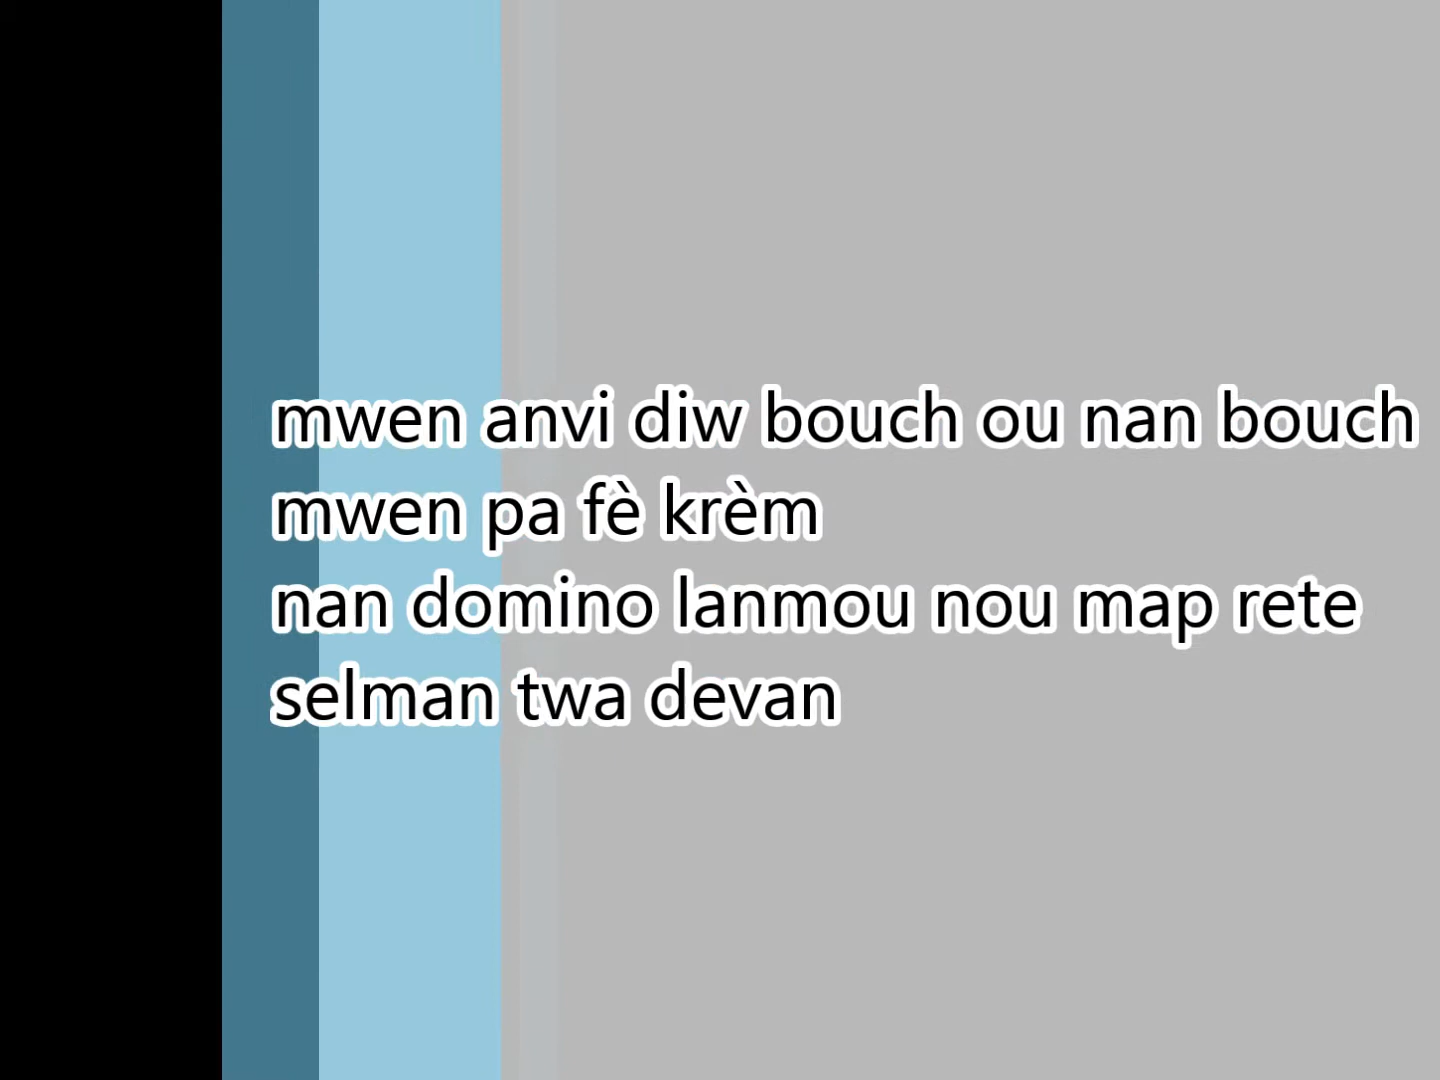 mwen anvi diw bouch ou nan bouch
mwen pa fè krèm
nan domino lanmou nou map rete
selman twa devan